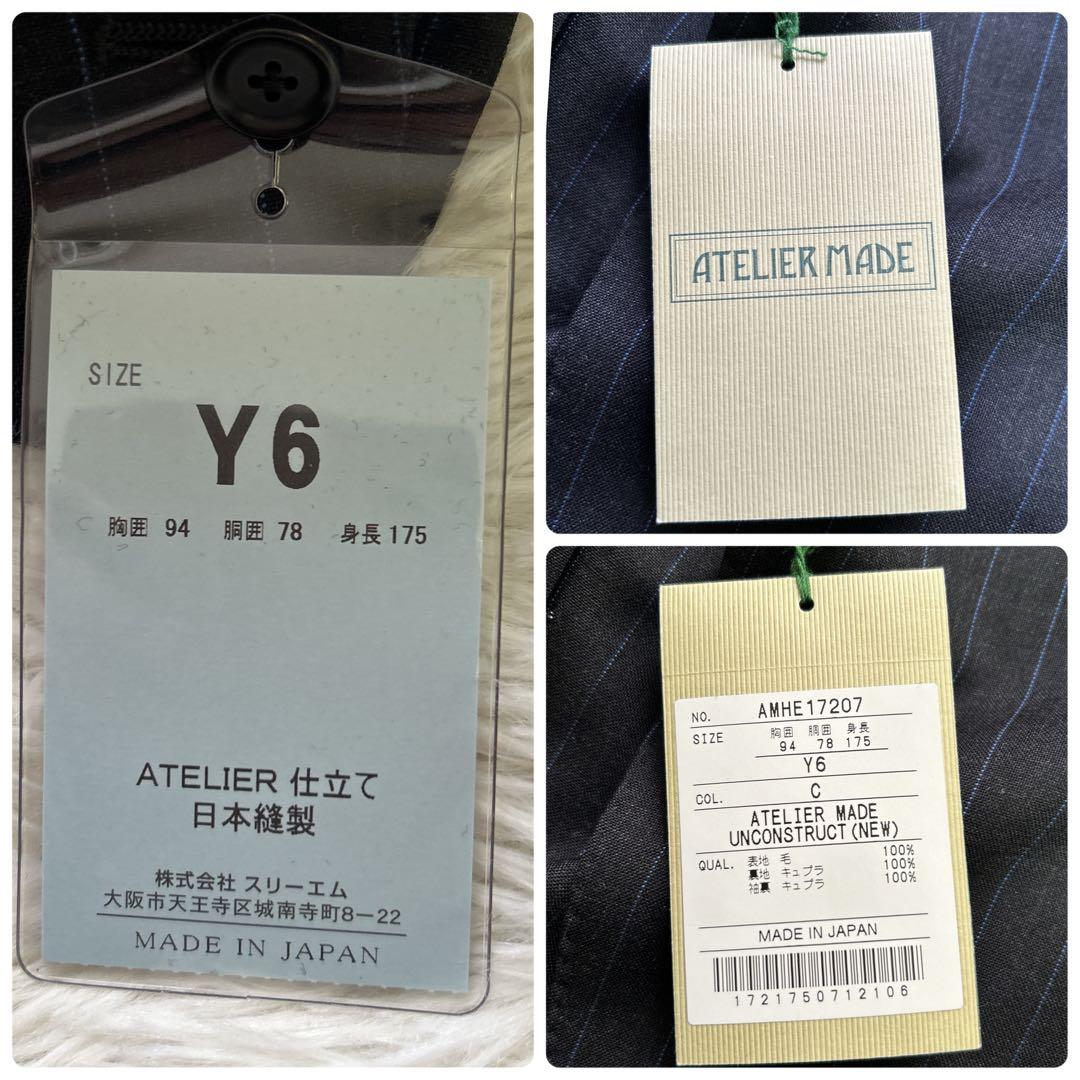 SIZE
Y6
胸囲 94 胴囲 78 身長 175
ATELIER 仕立て
日本縫製
株式会社 スリーエム
大阪市天王寺区城南寺町8-22
MADE IN JAPAN
ATELIER MADE
NO. AMHE17207
SIZE 胸囲 胴囲 身長
94 78 175
Y6
COL. C
ATELIER MADE
UNCONSTRUCT(NEW)
QUAL. 表地 毛 100%
裏地 キュプラ 100%
袖裏 キュプラ 100%
MADE IN JAPAN
1721750712106